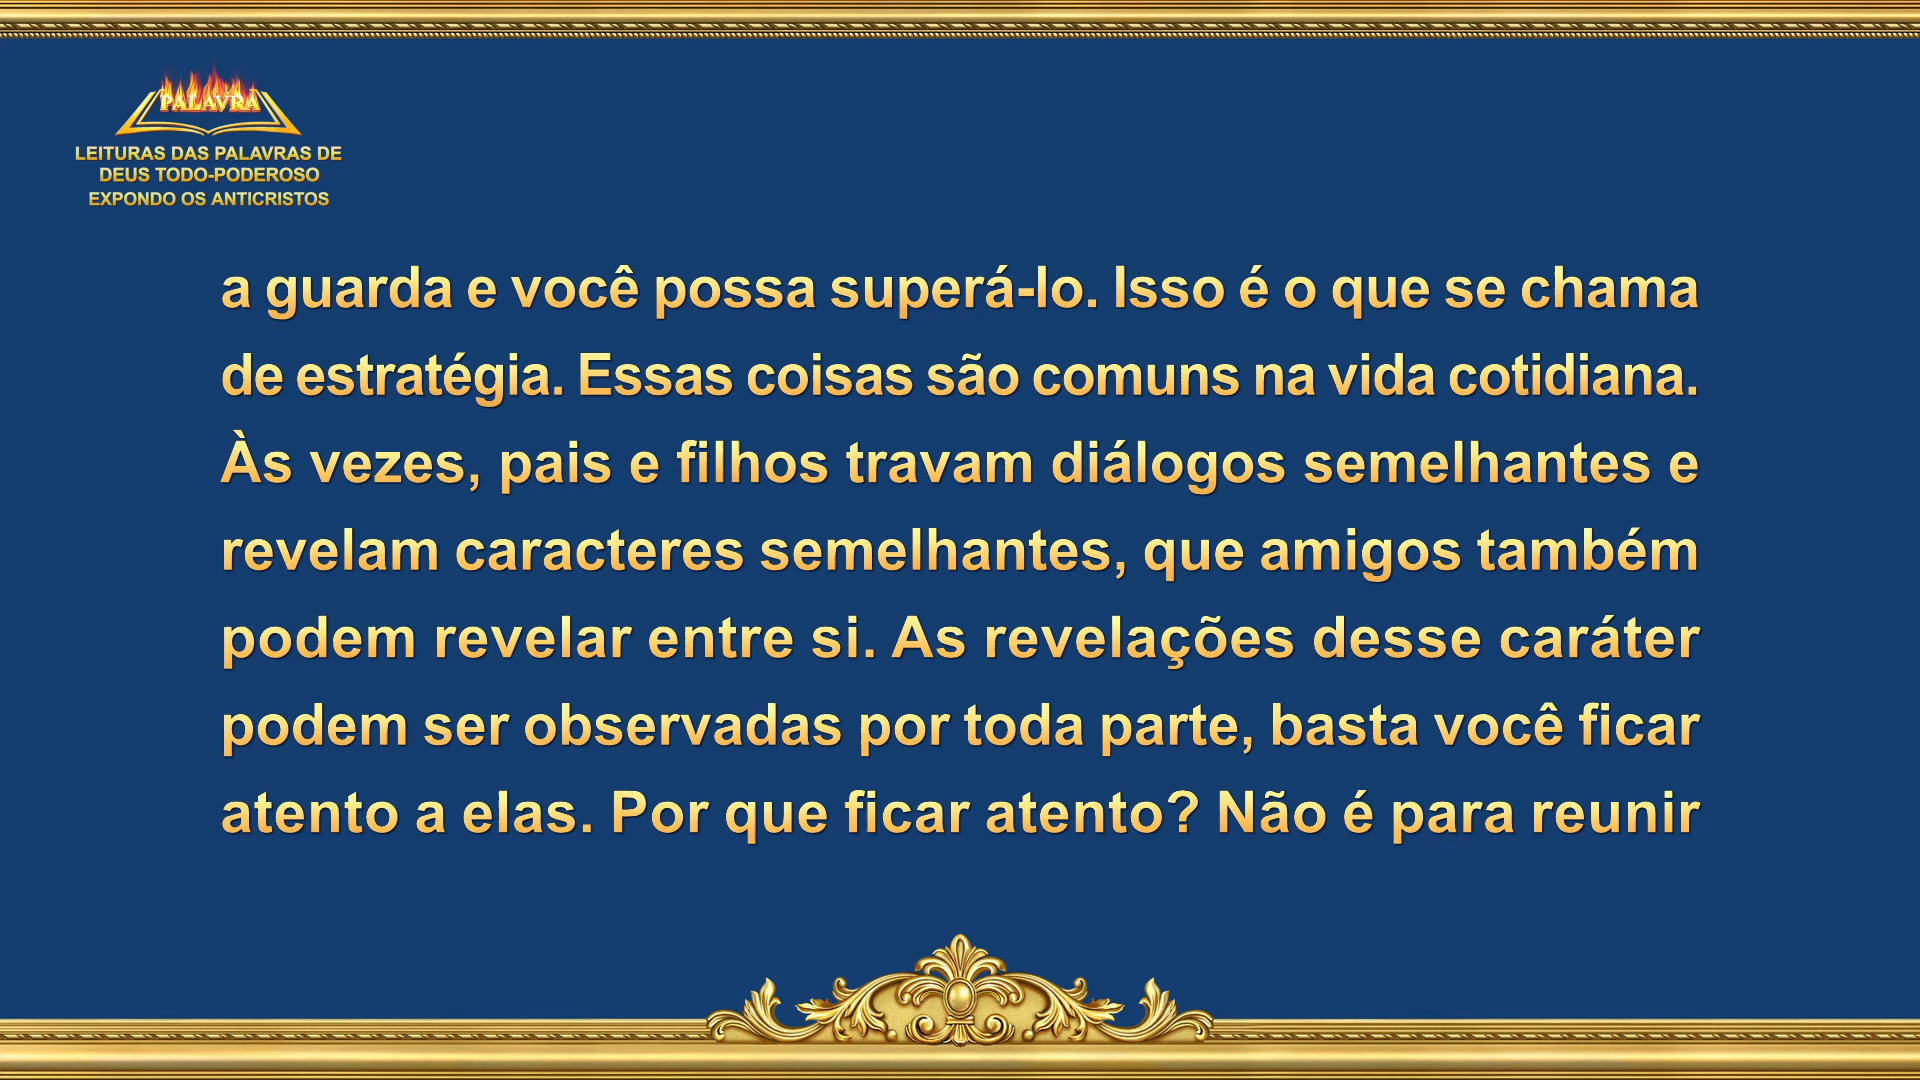 PALAVRA
LEITURAS DAS PALAVRAS DE
DEUS TODO-PODEROSO
EXPONDO OS ANTICRISTOS
a guarda e você possa superá-lo. Isso é o que se chama
de estratégia. Essas coisas são comuns na vida cotidiana.
Às vezes, pais e filhos travam diálogos semelhantes e
revelam caracteres semelhantes, que amigos também
podem revelar entre si. As revelações desse caráter
podem ser observadas por toda parte, basta você ficar
atento a elas. Por que ficar atento? Não é para reunir